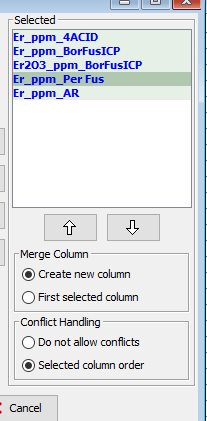 Selected
Er_ppm_4ACID
Er_ppm_BorFusICP
Er2O3_ppm_BorFusICP
Er_ppm_Per Fus
Er_ppm_AR
Merge Column
Create new column
First selected column
Conflict Handling
Do not allow conflicts
Selected column order
Cancel